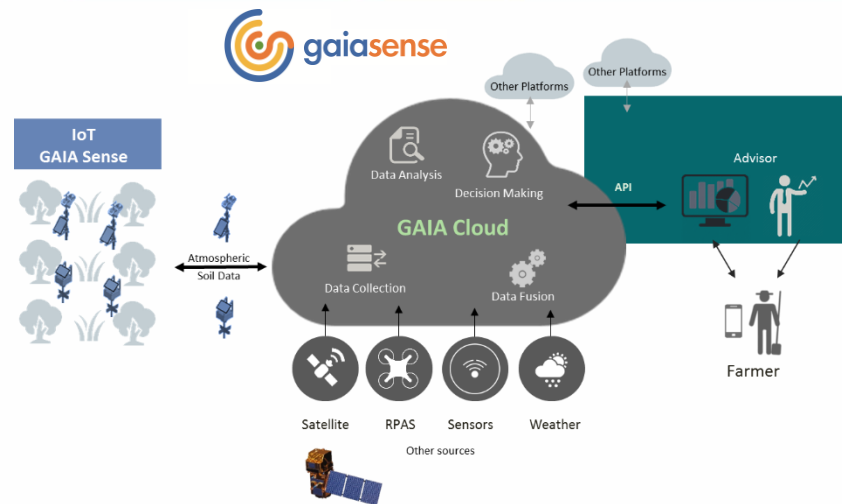 gaiasense
Other Platforms
Other Platforms
IoT
GAIA Sense
Data Analysis
Decision Making
Advisor
API
GAIA Cloud
Atmospheric
Soil Data
Data Collection
Data Fusion
Farmer
Satellite
RPAS
Sensors
Weather
Other sources